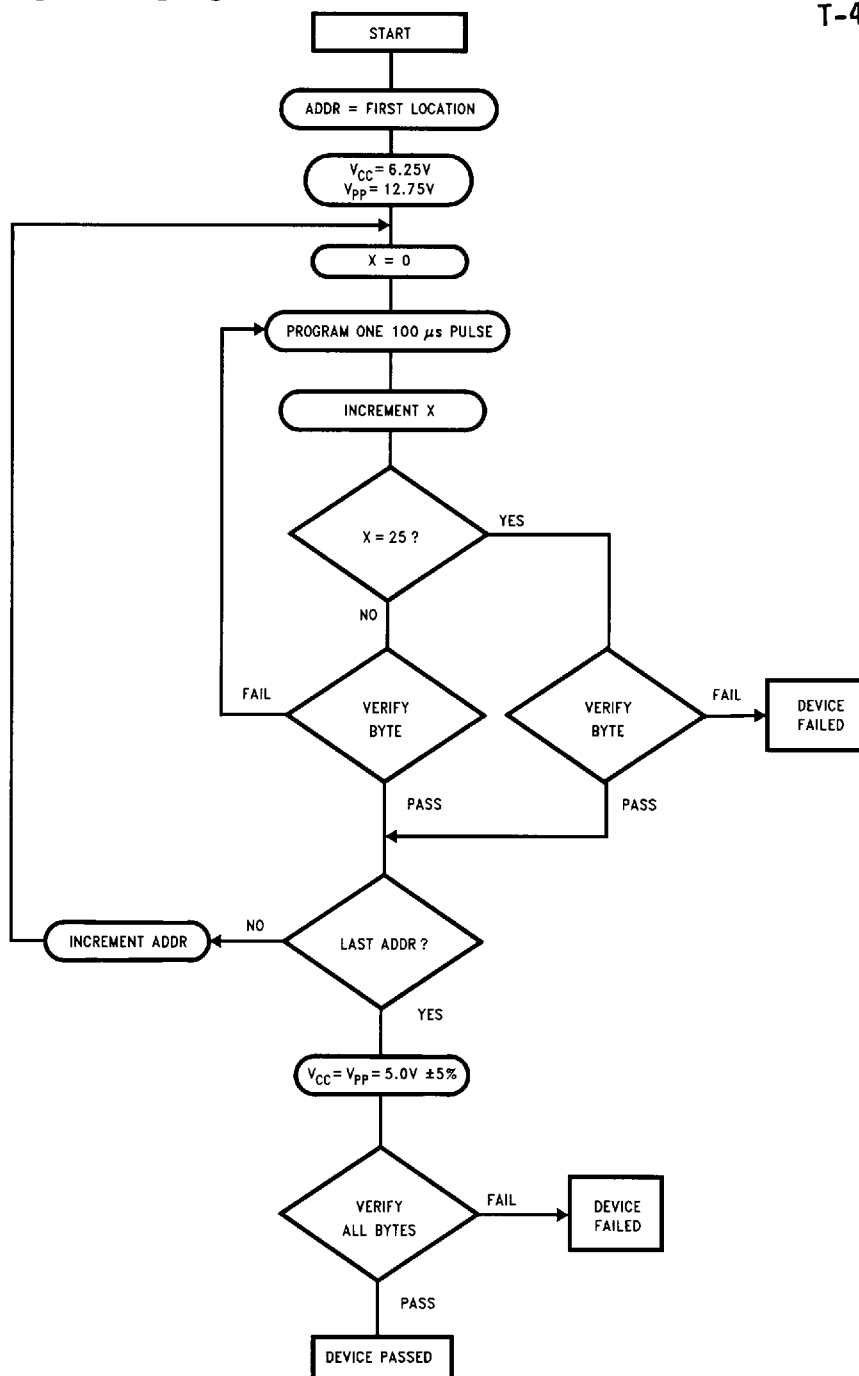 T-4
START
ADDR = FIRST LOCATION
VCC = 6.25V
VPP = 12.75V
X = 0
PROGRAM ONE 100 μs PULSE
INCREMENT X
X = 25 ?
YES
NO
VERIFY
BYTE
FAIL
PASS
VERIFY
BYTE
FAIL
PASS
DEVICE
FAILED
LAST ADDR ?
NO
INCREMENT ADDR
YES
VCC = VPP = 5.0V ±5%
VERIFY
ALL BYTES
FAIL
DEVICE
FAILED
PASS
DEVICE PASSED